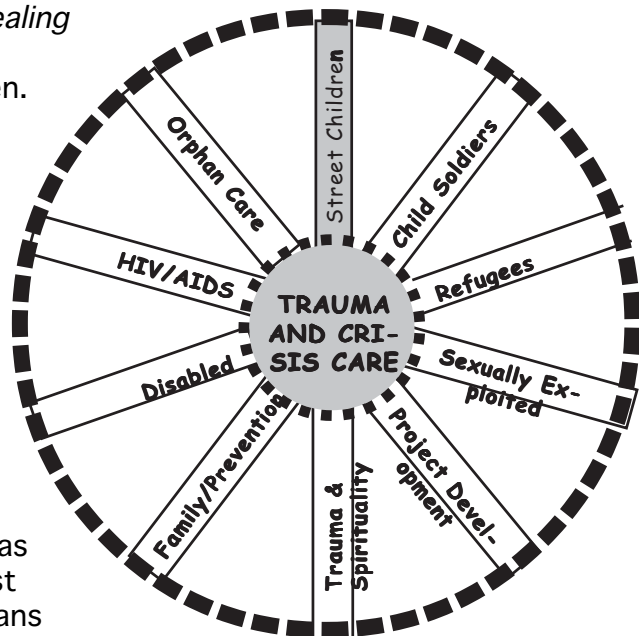 ealing
en.
Street Children
Child Soldiers
Refugees
Sexually Ex-
ploited
Project Devel-
opment
Trauma &
Spirituality
Family/Prevention
Disabled
HIV/AIDS
Orphan Care
TRAUMA
AND CRI-
SIS CARE
as
st
ans